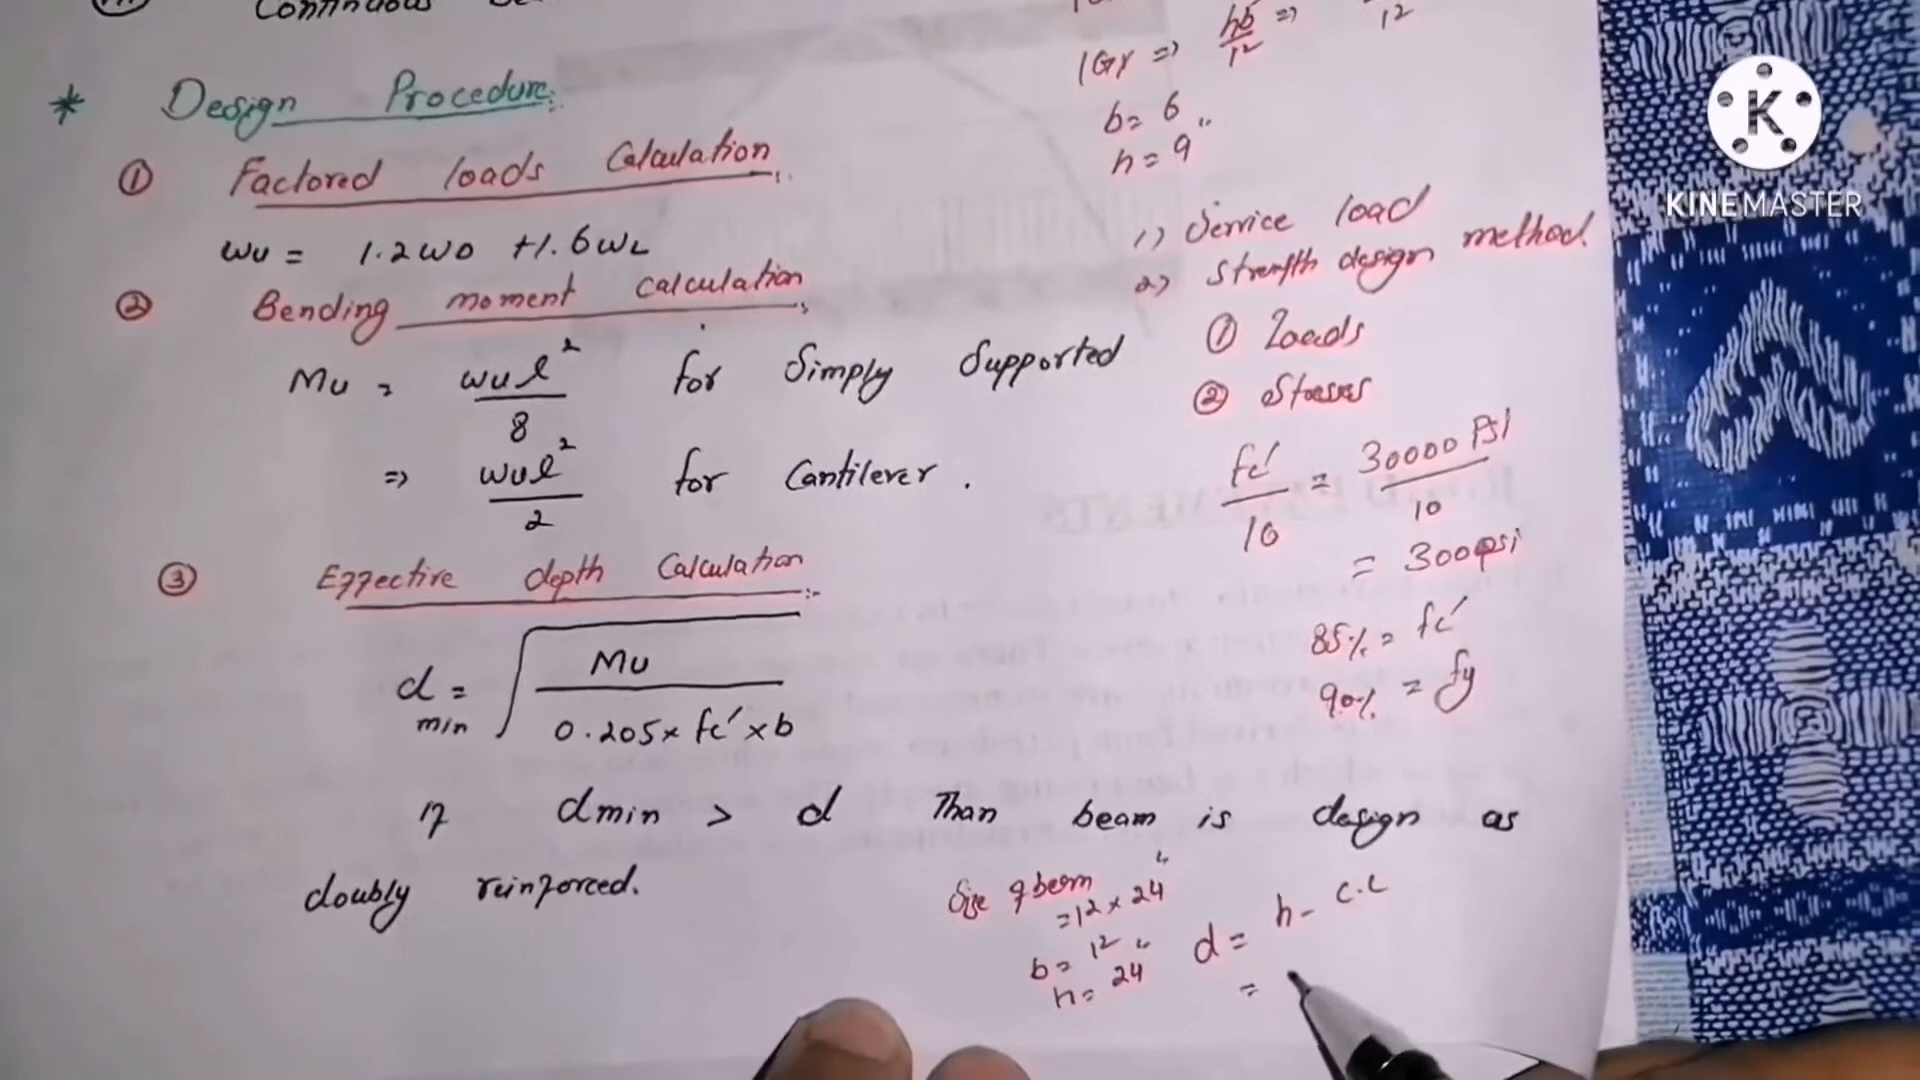 Continuous
* Design Procedure:
① Factored loads Calculation
wu = 1.2wD + 1.6wL
② Bending moment calculation
Mu = wul²/8 for Simply Supported
=> wul²/2 for Cantilever.
③ Effective depth Calculation :-
dmin = √(Mu / 0.205 x fc' x b)
if dmin > d Than beam is design as
doubly reinforced.
hb/12 =>
12
b = 6"
h = 9"
1) Service load
2) Strength design method.
① Loads
② Stresses
fc'/10 = 30000 PSI/10
= 300psi
85% = fc'
90% = fy
Size of beam
= 12 x 24"
b = 12"
h = 24
d = h - c.c
=
K
KINEMASTER